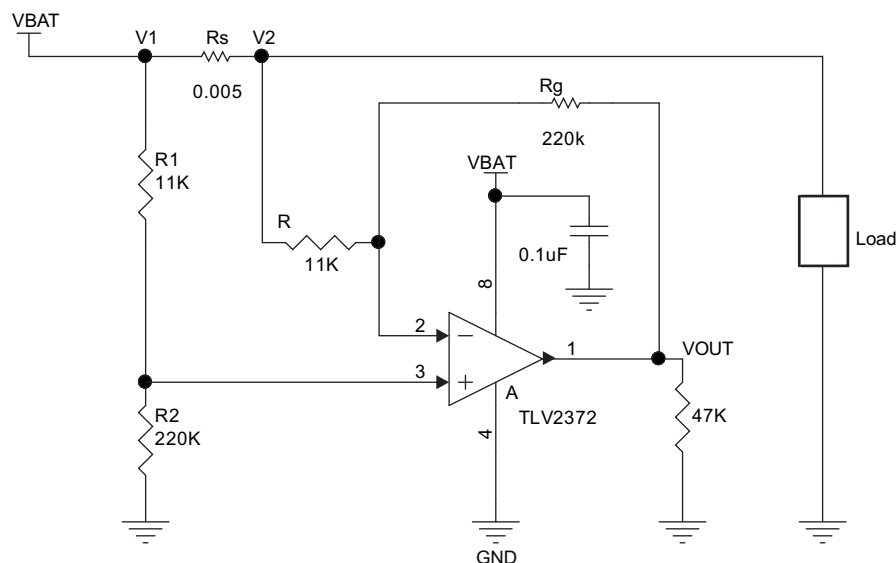 VBAT
V1
Rs
V2
0.005
Rg
220k
R1
11K
VBAT
R
11K
0.1uF
Load
8
2
−
3
+
1
VOUT
A
TLV2372
4
R2
220K
47K
GND